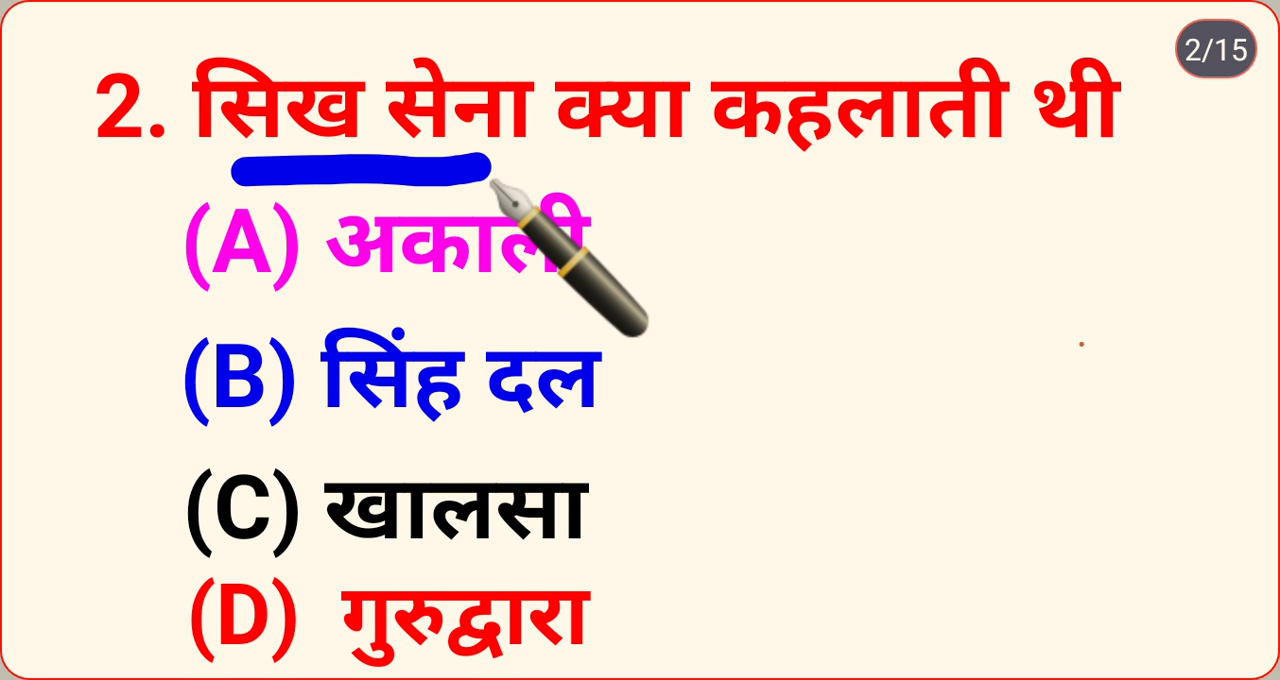 2/15
2. सिख सेना क्या कहलाती थी
(A) अकाली
(B) सिंह दल
(C) खालसा
(D) गुरुद्वारा